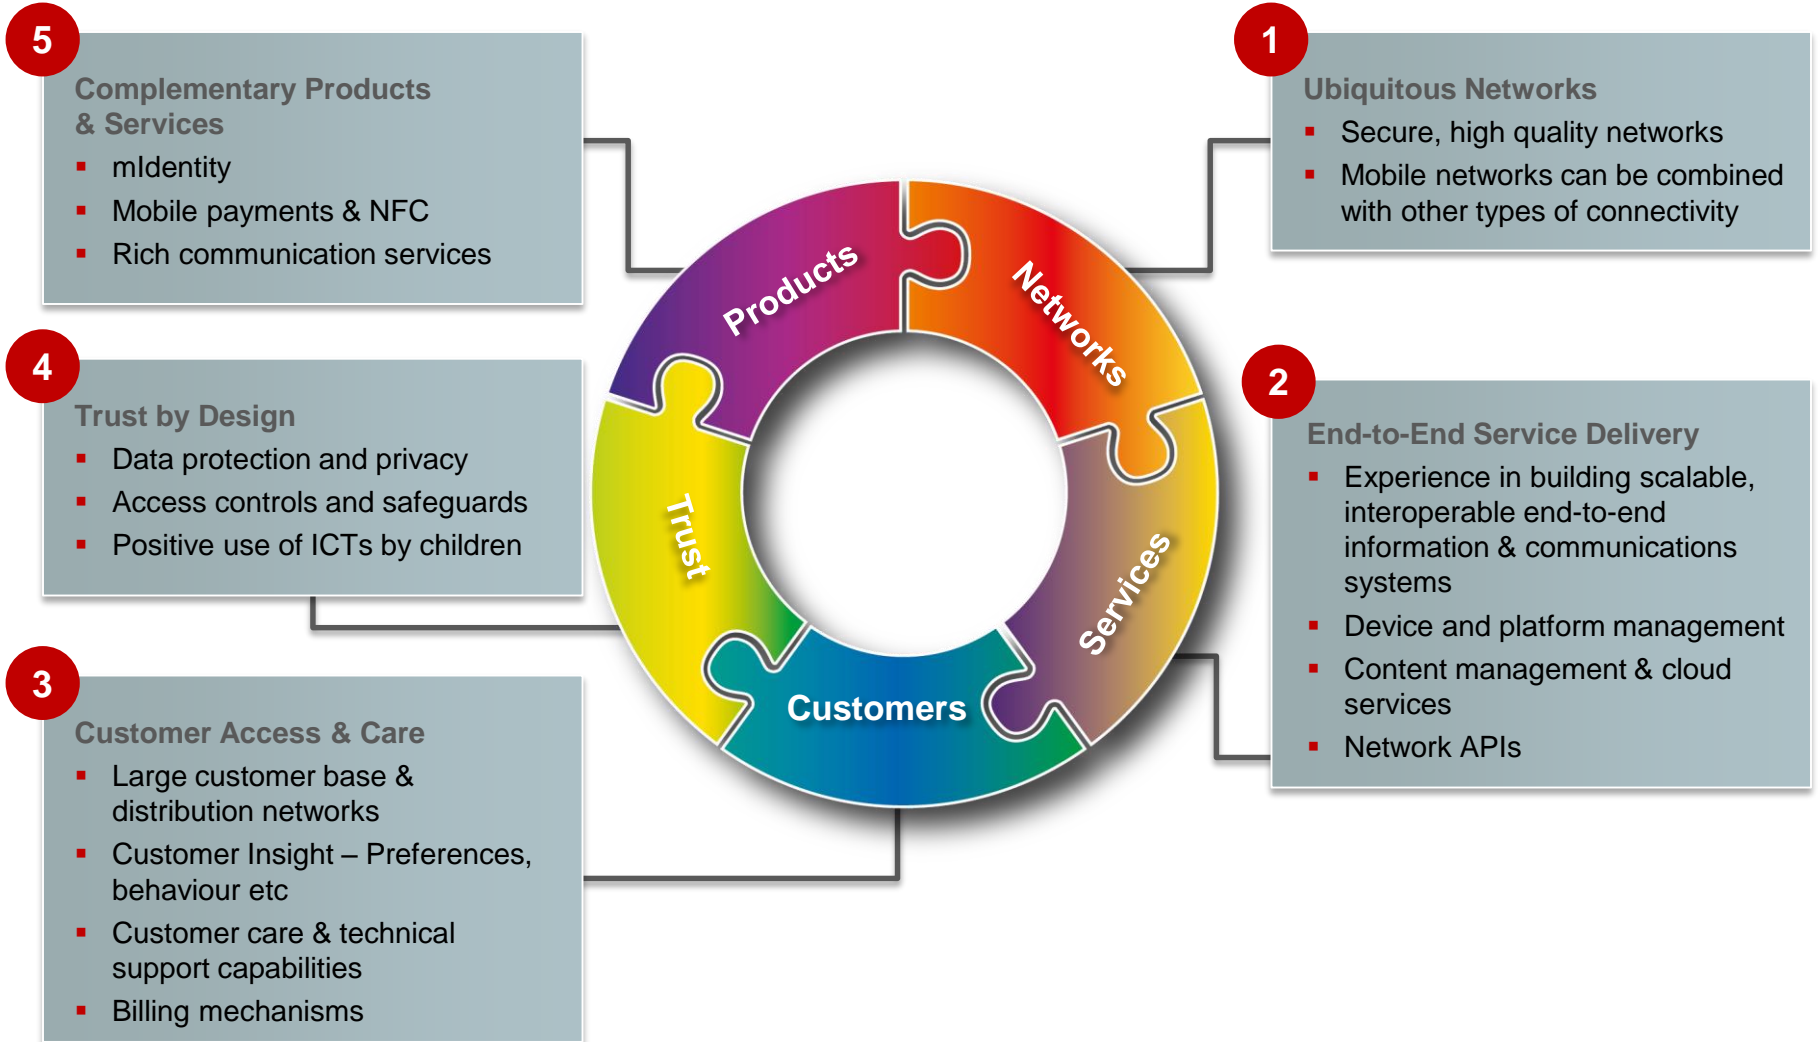 5
Complementary Products
& Services
▪ mIdentity
▪ Mobile payments & NFC
▪ Rich communication services
4
Trust by Design
▪ Data protection and privacy
▪ Access controls and safeguards
▪ Positive use of ICTs by children
3
Customer Access & Care
▪ Large customer base &
distribution networks
▪ Customer Insight – Preferences,
behaviour etc
▪ Customer care & technical
support capabilities
▪ Billing mechanisms
Products
Networks
Trust
Services
Customers
1
Ubiquitous Networks
▪ Secure, high quality networks
▪ Mobile networks can be combined
with other types of connectivity
2
End-to-End Service Delivery
▪ Experience in building scalable,
interoperable end-to-end
information & communications
systems
▪ Device and platform management
▪ Content management & cloud
services
▪ Network APIs